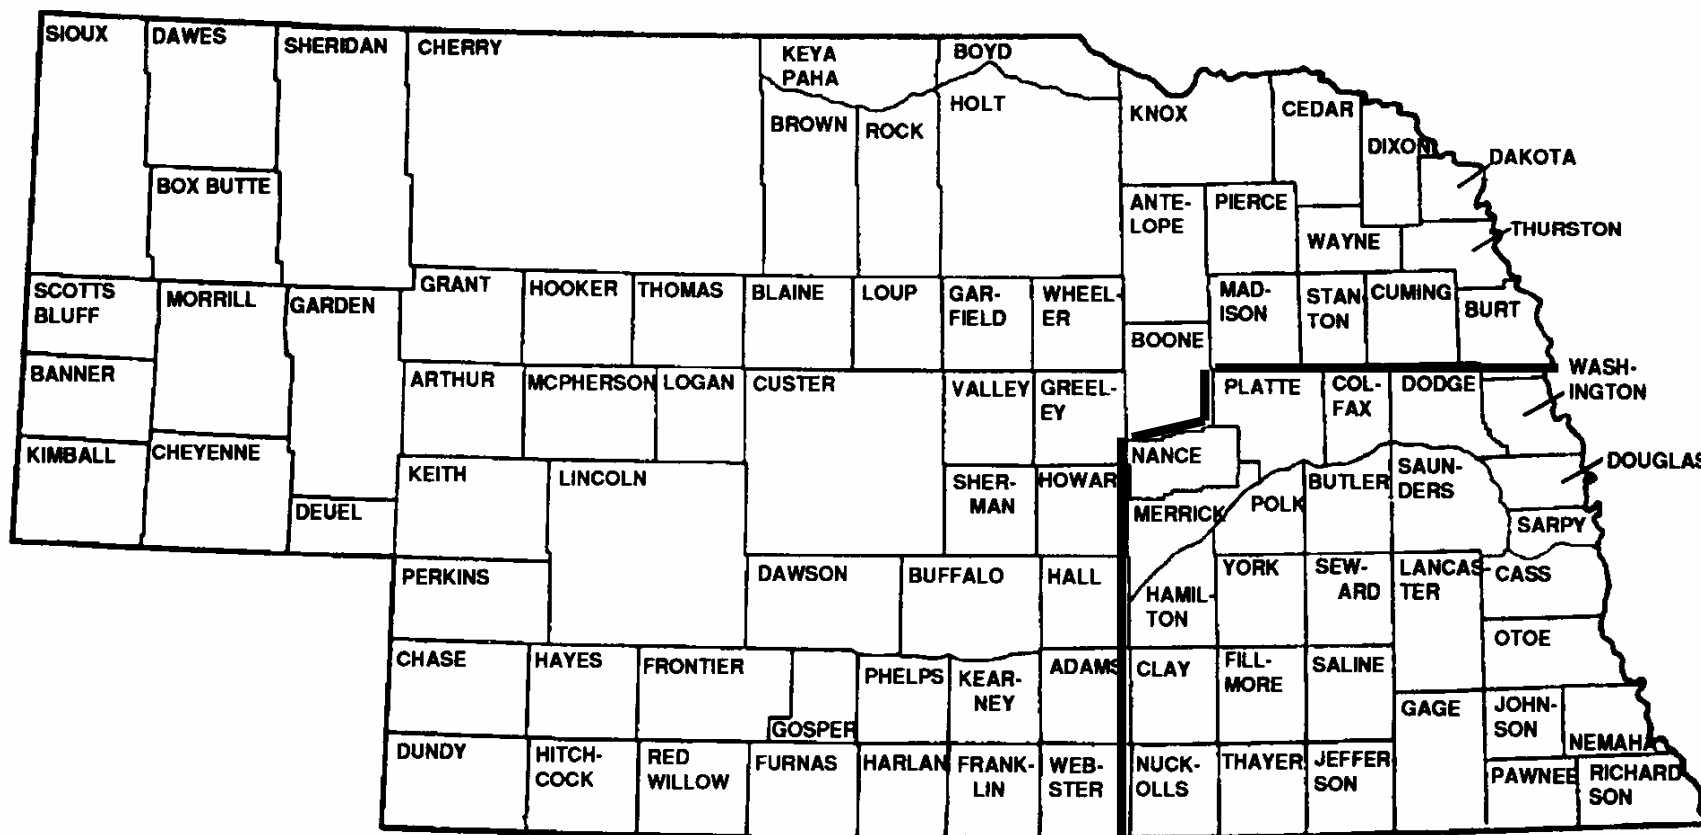 SIOUX
DAWES
SHERIDAN
CHERRY
KEYA
PAHA
BOYD
HOLT
BROWN
ROCK
KNOX
CEDAR
DIXON
DAKOTA
BOX BUTTE
ANTE-
LOPE
PIERCE
WAYNE
THURSTON
SCOTTS
BLUFF
MORRILL
GARDEN
GRANT
HOOKER
THOMAS
BLAINE
LOUP
GAR-
FIELD
WHEEL-
ER
BOONE
MAD-
ISON
STAN-
TON
CUMING
BURT
BANNER
ARTHUR
MCPHERSON
LOGAN
CUSTER
VALLEY
GREEL-
EY
PLATTE
COL-
FAX
DODGE
WASH-
INGTON
KIMBALL
CHEYENNE
DEUEL
KEITH
LINCOLN
SHER-
MAN
HOWAR
NANCE
MERRICK
POLK
BUTLER
SAUN-
DERS
DOUGLAS
SARPY
PERKINS
DAWSON
BUFFALO
HALL
HAMIL-
TON
YORK
SEW-
ARD
LANCAS-
TER
CASS
OTOE
CHASE
HAYES
FRONTIER
GOSPER
PHELPS
KEAR-
NEY
ADAMS
CLAY
FILL-
MORE
SALINE
GAGE
JOHN-
SON
NEMAHA
DUNDY
HITCH-
COCK
RED
WILLOW
FURNAS
HARLAN
FRANK-
LIN
WEB-
STER
NUCK-
OLLS
THAYER
JEFFER
SON
PAWNEE
RICHARD
SON